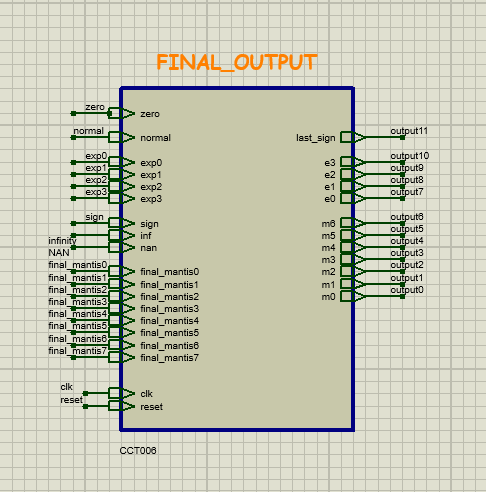 FINAL_OUTPUT
zero zero
normal normal last_sign output11
exp0 exp0 e3 output10
exp1 exp1 e2 output9
exp2 exp2 e1 output8
exp3 exp3 e0 output7
sign sign m6 output6
inf m5 output5
infinity nan m4 output4
NAN m3 output3
final_mantis0 final_mantis0 m2 output2
final_mantis1 final_mantis1 m1 output1
final_mantis2 final_mantis2 m0 output0
final_mantis3 final_mantis3
final_mantis4 final_mantis4
final_mantis5 final_mantis5
final_mantis6 final_mantis6
final_mantis7 final_mantis7
clk clk
reset reset
CCT006